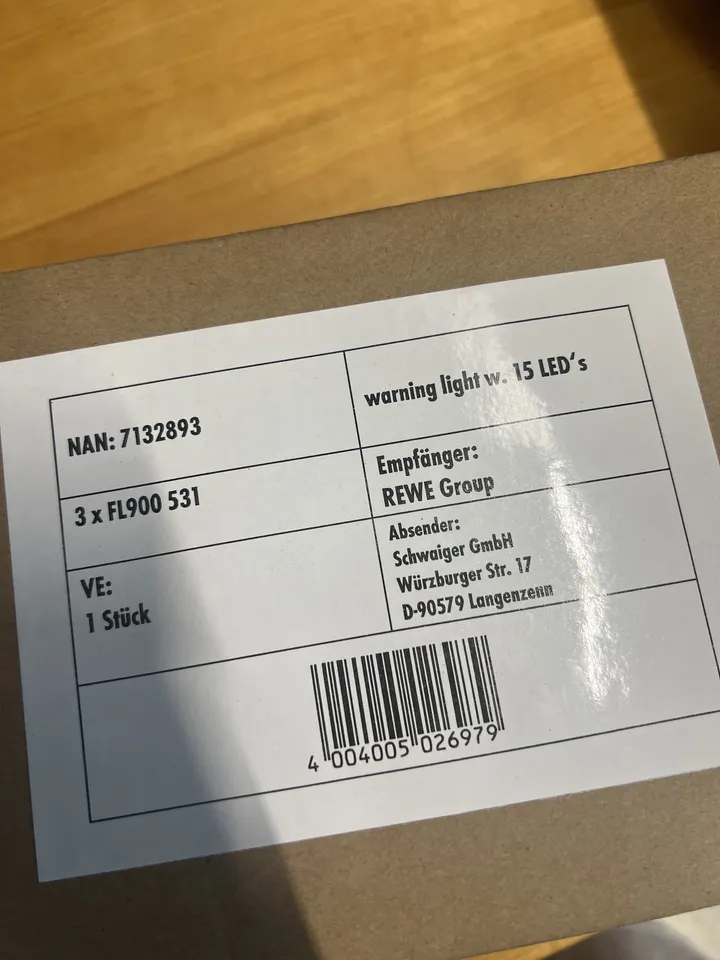 NAN: 7132893
warning light w. 15 LED‘s
3 x FL900 531
Empfänger:
REWE Group
VE:
1 Stück
Absender:
Schwaiger GmbH
Würzburger Str. 17
D-90579 Langenzenn
4 004005 026979